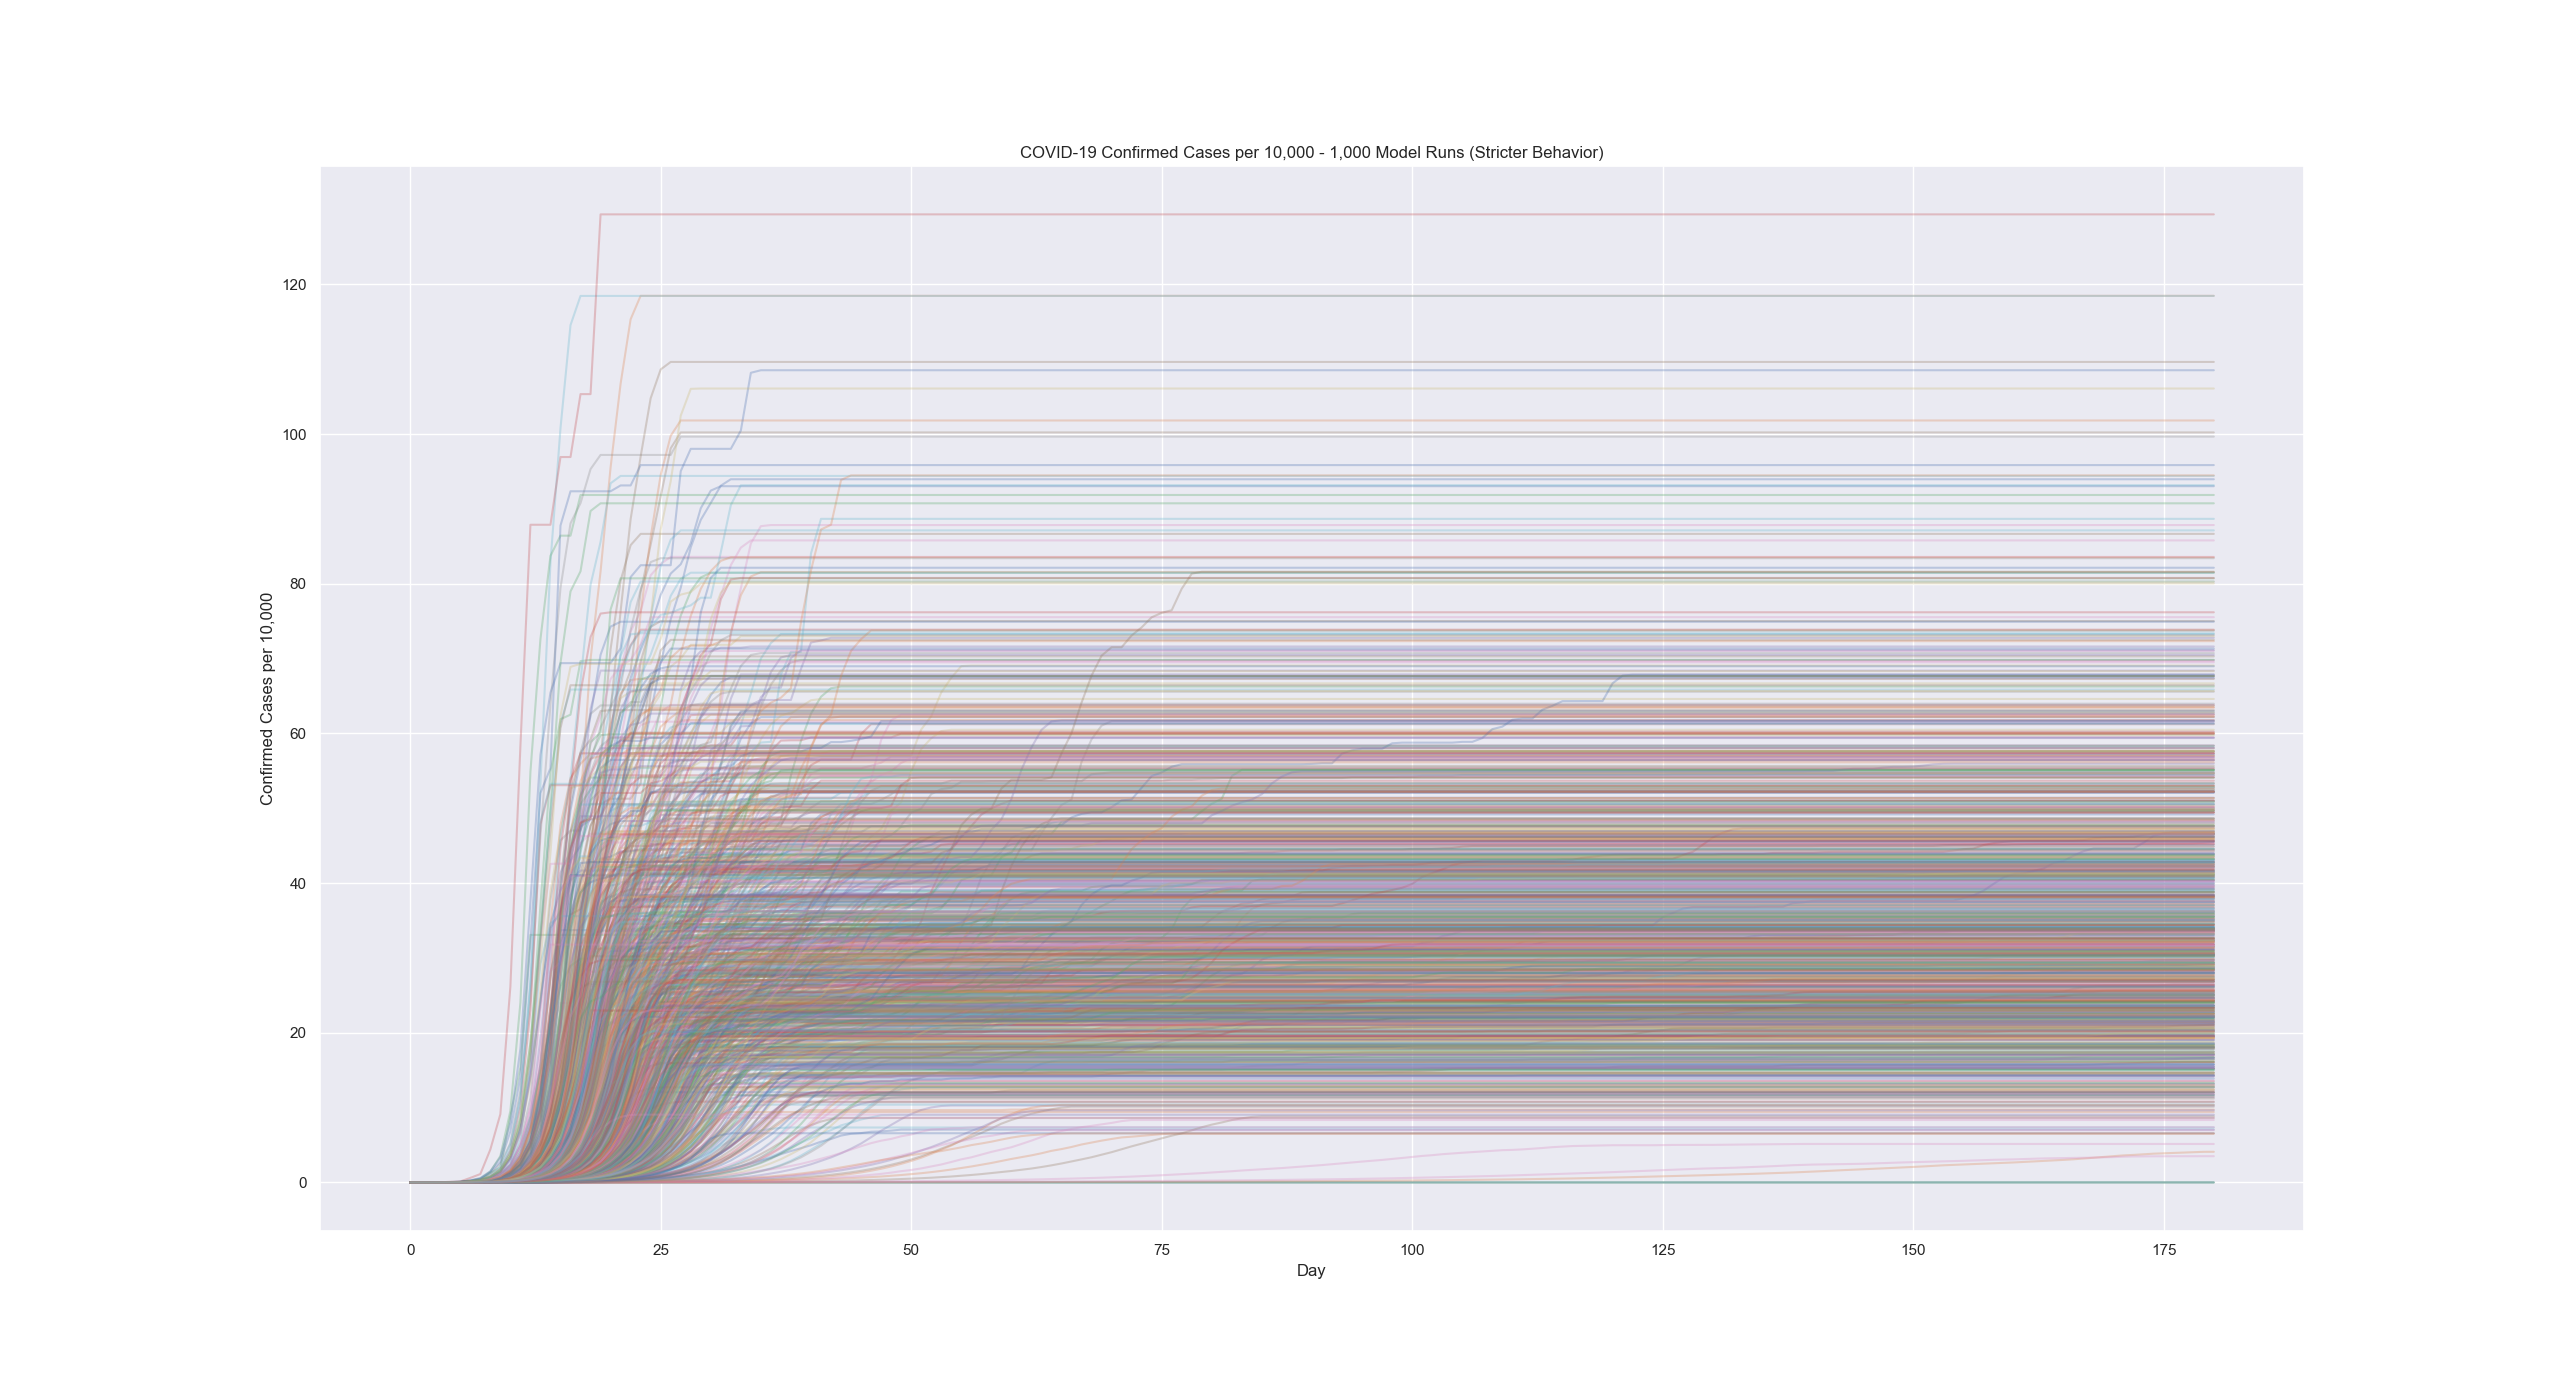 COVID-19 Confirmed Cases per 10,000 - 1,000 Model Runs (Stricter Behavior)
120
100
80
60
40
20
0
Confirmed Cases per 10,000
0 25 50 75 100 125 150 175
Day